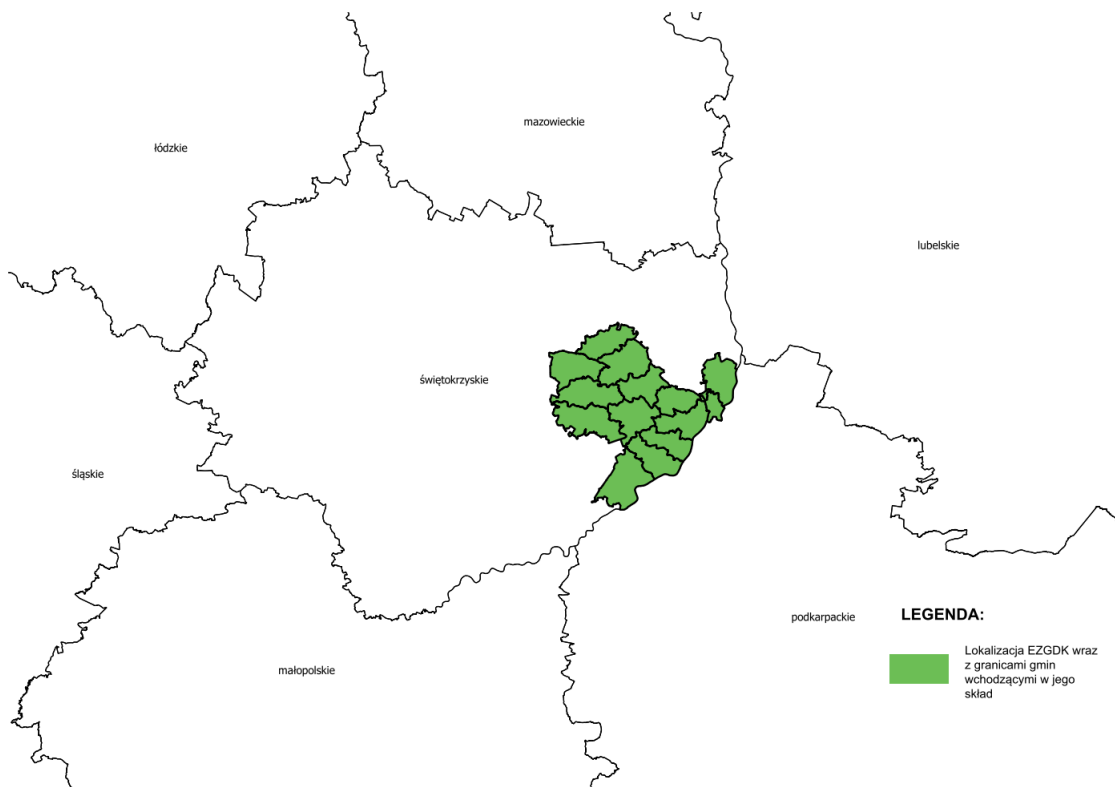 mazowieckie
łódzkie
lubelskie
świętokrzyskie
śląskie
podkarpackie
małopolskie
LEGENDA:
Lokalizacja EZGDK wraz
z granicami gmin
wchodzącymi w jego
skład